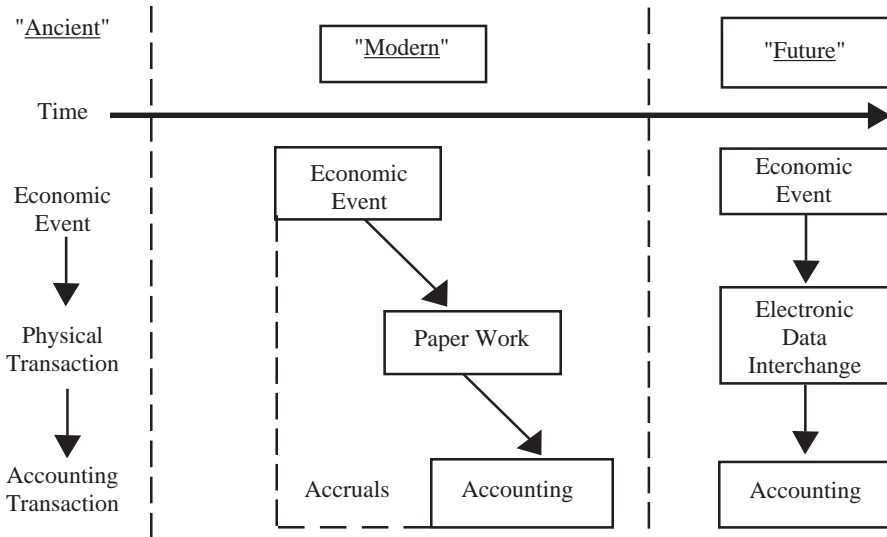 "Ancient"
"Modern"
"Future"
Time
Economic
Event
Physical
Transaction
Accounting
Transaction
Economic
Event
Paper Work
Accruals
Accounting
Economic
Event
Electronic
Data
Interchange
Accounting